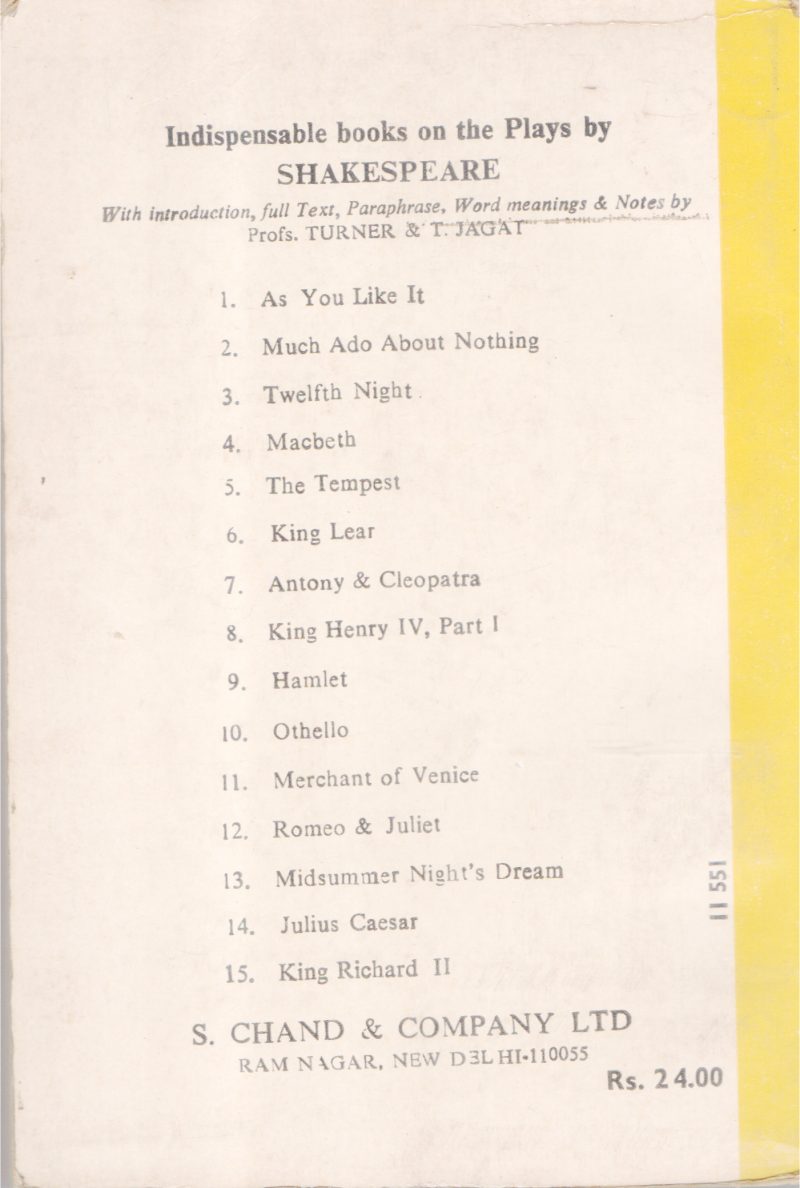 Indispensable books on the Plays by
SHAKESPEARE
With introduction, full Text, Paraphrase, Word meanings & Notes by
Profs. TURNER & T. JAGAT
1. As You Like It
2. Much Ado About Nothing
3. Twelfth Night
4. Macbeth
5. The Tempest
6. King Lear
7. Antony & Cleopatra
8. King Henry IV, Part I
9. Hamlet
10. Othello
11. Merchant of Venice
12. Romeo & Juliet
13. Midsummer Night's Dream
14. Julius Caesar
15. King Richard II
S. CHAND & COMPANY LTD
RAM NAGAR, NEW DELHI-110055
Rs. 24.00
11 551